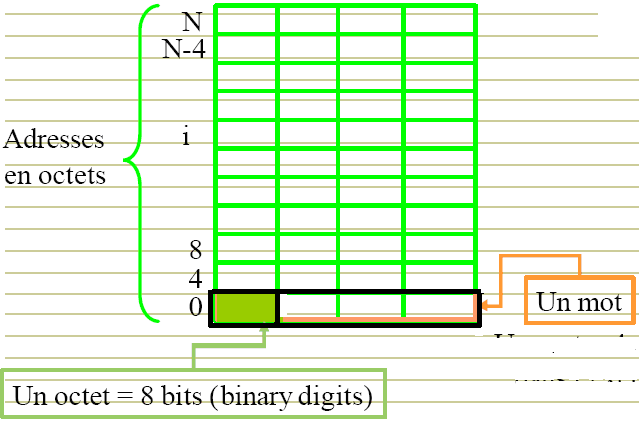 N
N-4
i
Adresses
en octets
8
4
0
Un mot
Un octet = 8 bits (binary digits)